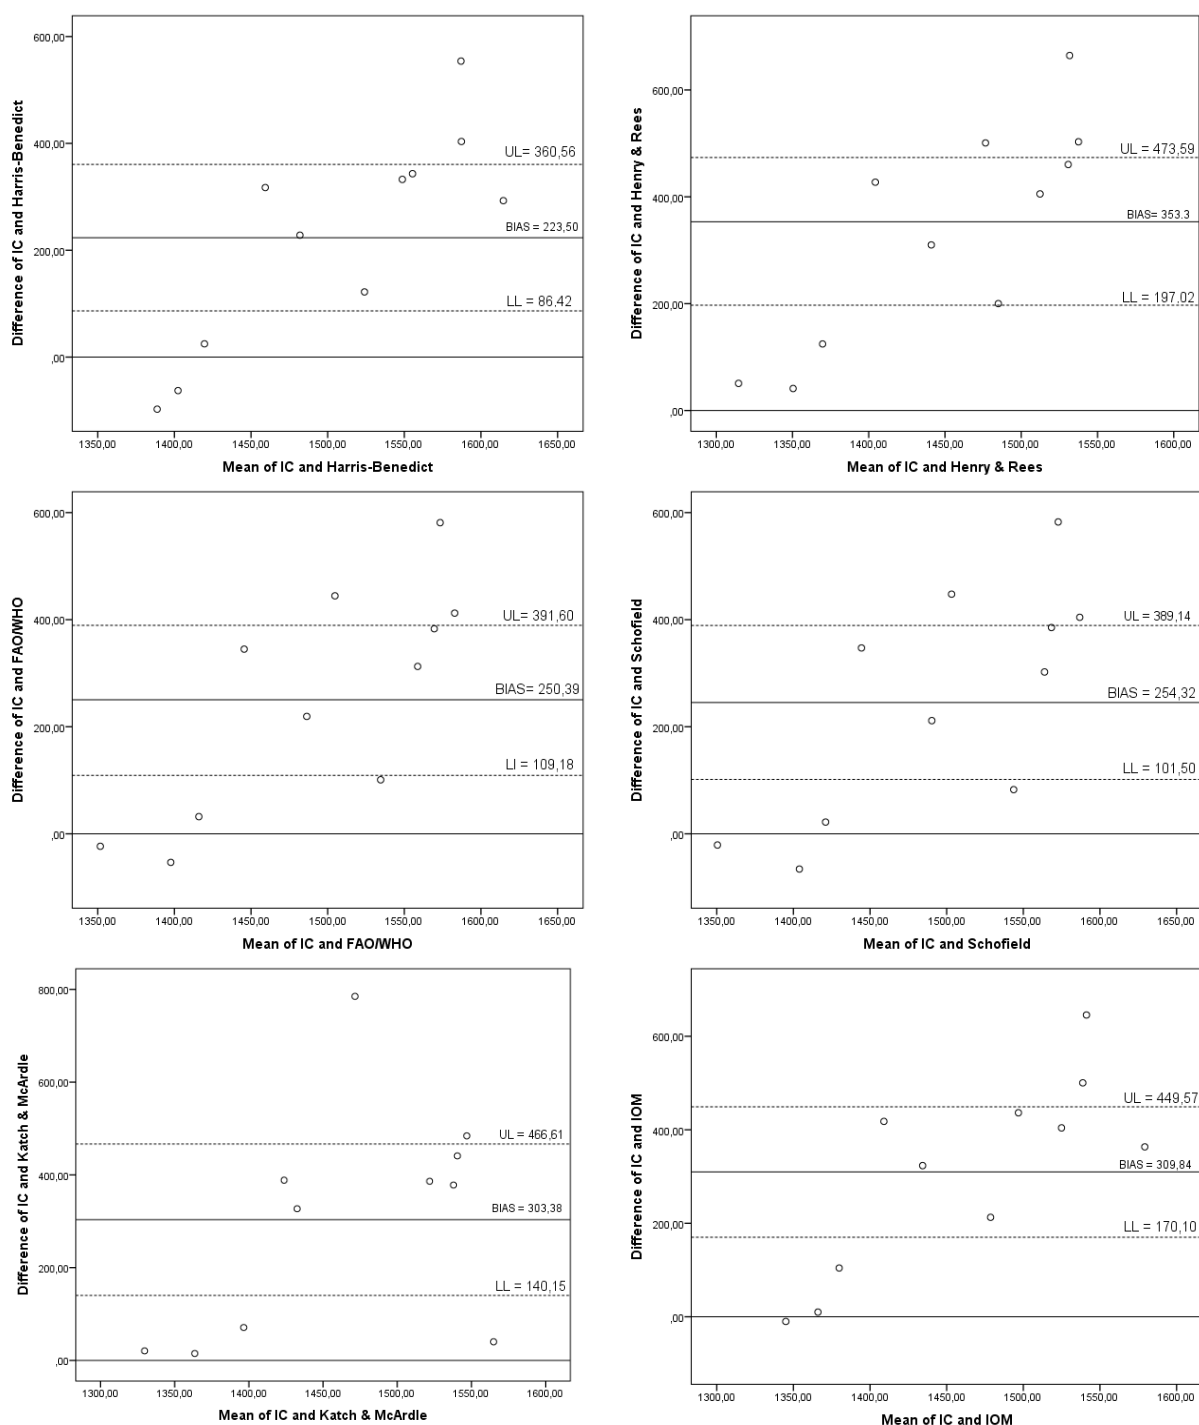 Difference of IC and Harris-Benedict
600,00
400,00
200,00
,00
UL= 360,56
BIAS = 223,50
LL = 86,42
1350,00 1400,00 1450,00 1500,00 1550,00 1600,00 1650,00
Mean of IC and Harris-Benedict
Difference of IC and Henry & Rees
600,00
400,00
200,00
,00
UL = 473,59
BIAS= 353.3
LL = 197,02
1300,00 1350,00 1400,00 1450,00 1500,00 1550,00 1600,00
Mean of IC and Henry & Rees
Difference of IC and FAO/WHO
600,00
400,00
200,00
,00
UL= 391,60
BIAS= 250,39
LI = 109,18
1350,00 1400,00 1450,00 1500,00 1550,00 1600,00 1650,00
Mean of IC and FAO/WHO
Difference of IC and Schofield
600,00
400,00
200,00
,00
UL = 389,14
BIAS = 254,32
LL = 101,50
1350,00 1400,00 1450,00 1500,00 1550,00 1600,00 1650,00
Mean of IC and Schofield
Difference of IC and Katch & McArdle
800,00
600,00
400,00
200,00
,00
UL = 466,61
BIAS = 303,38
LL = 140,15
1300,00 1350,00 1400,00 1450,00 1500,00 1550,00 1600,00
Mean of IC and Katch & McArdle
Difference of IC and IOM
600,00
400,00
200,00
,00
UL = 449,57
BIAS = 309,84
LL = 170,10
1300,00 1350,00 1400,00 1450,00 1500,00 1550,00 1600,00
Mean of IC and IOM